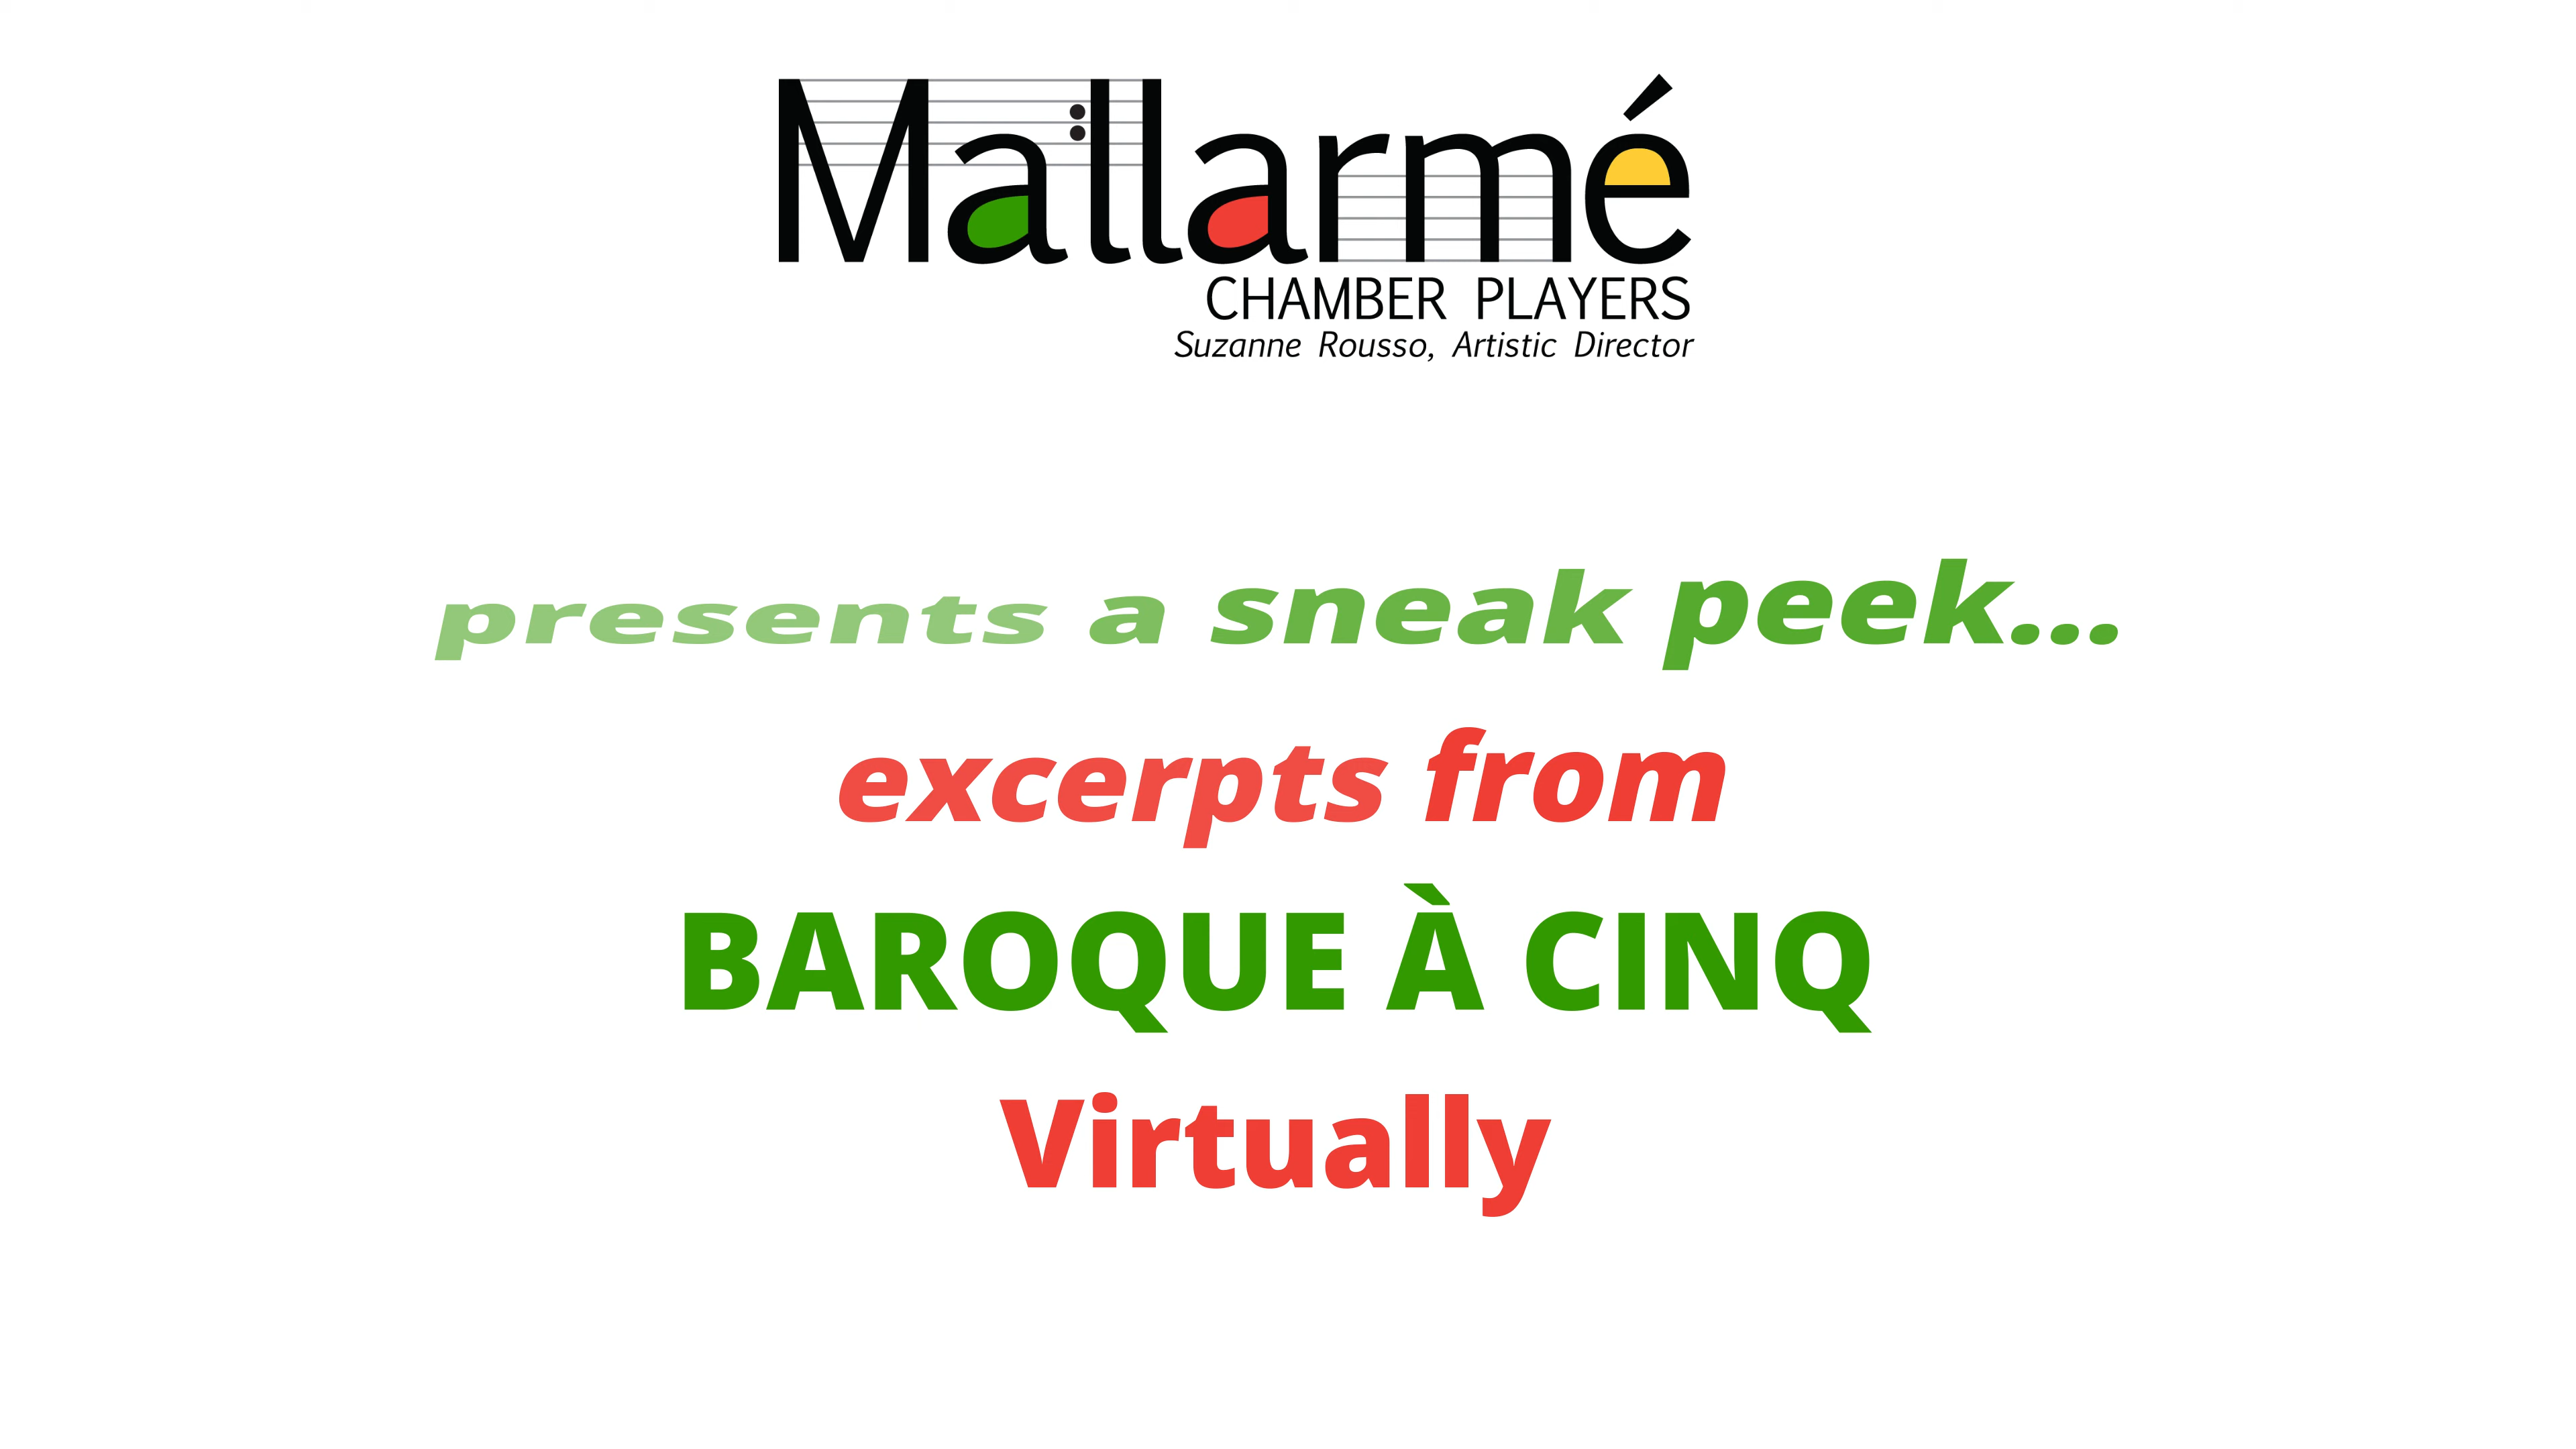 Mallarmé
CHAMBER PLAYERS
Suzanne Rousso, Artistic Director
presents a sneak peek...
excerpts from
BAROQUE À CINQ
Virtually